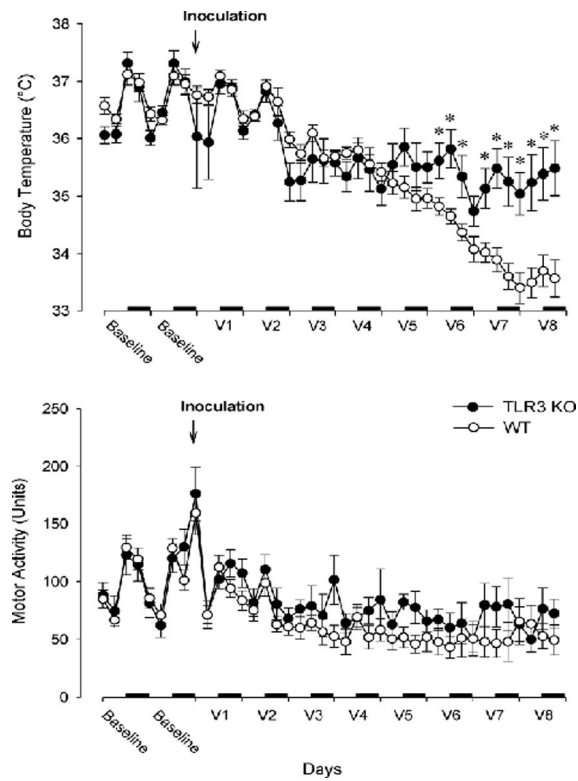 Inoculation
38
37
36
35
34
33
Body Temperature (°C)
* * * * * * * * *
Baseline Baseline V1 V2 V3 V4 V5 V6 V7 V8
Inoculation
TLR3 KO
WT
250
200
150
100
50
0
Motor Activity (Units)
Baseline Baseline V1 V2 V3 V4 V5 V6 V7 V8
Days